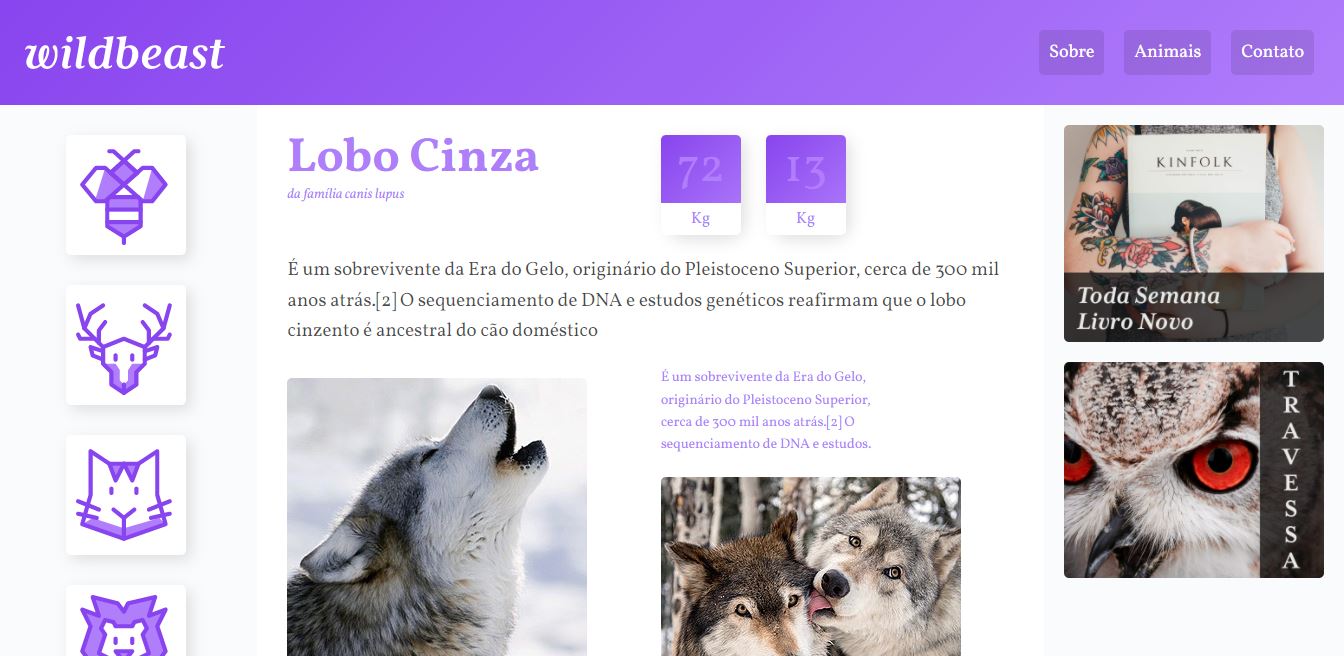 wildbeast
Sobre
Animais
Contato
Lobo Cinza
da família canis lupus
72
Kg
13
Kg
É um sobrevivente da Era do Gelo, originário do Pleistoceno Superior, cerca de 300 mil
anos atrás.[2] O sequenciamento de DNA e estudos genéticos reafirmam que o lobo
cinzento é ancestral do cão doméstico
É um sobrevivente da Era do Gelo,
originário do Pleistoceno Superior,
cerca de 300 mil anos atrás.[2] O
sequenciamento de DNA e estudos.
KINFOLK
Toda Semana
Livro Novo
TRAVESSA